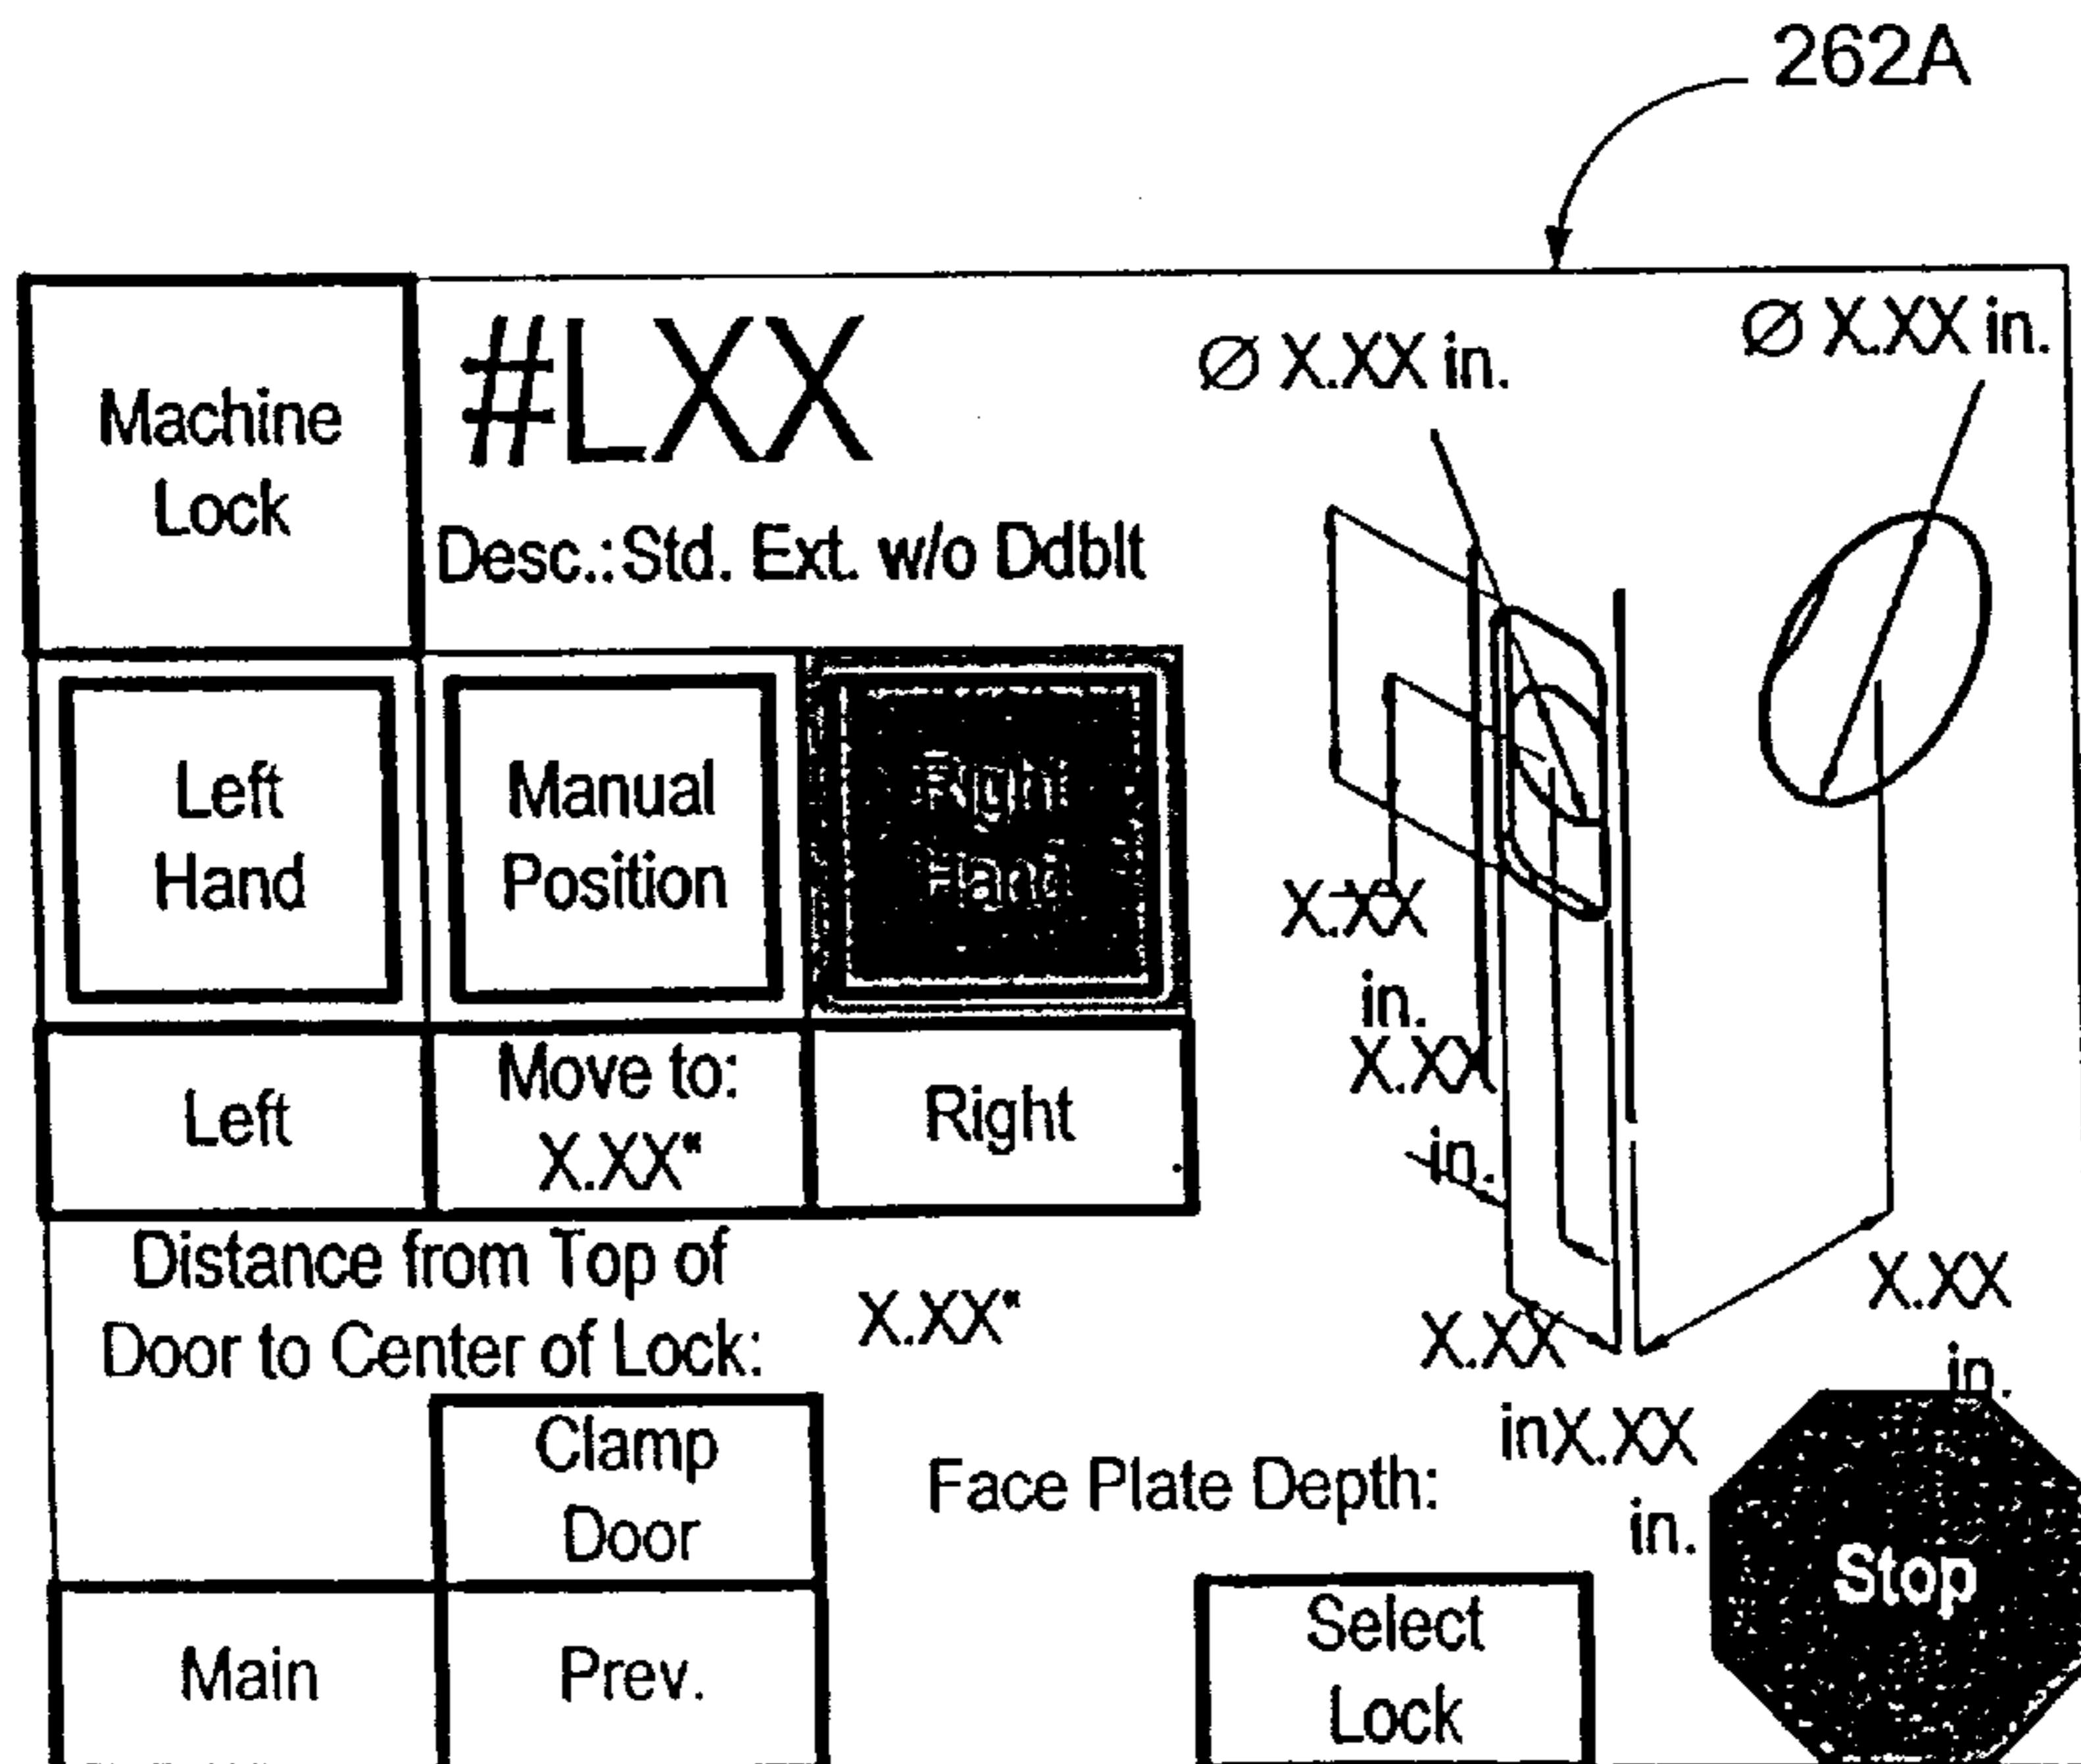 262A
Machine
Lock
#LXX
Desc.:Std. Ext. w/o Ddblt
Ø X.XX in.
Ø X.XX in.
Left
Hand
Manual
Position
Right
Hand
X.XX
in.
X.XX
in.
Left
Move to:
X.XX"
Right
Distance from Top of
Door to Center of Lock:
X.XX"
X.XX
in.
X.XX
inX.XX
in.
Clamp
Door
Face Plate Depth:
Stop
Main
Prev.
Select
Lock